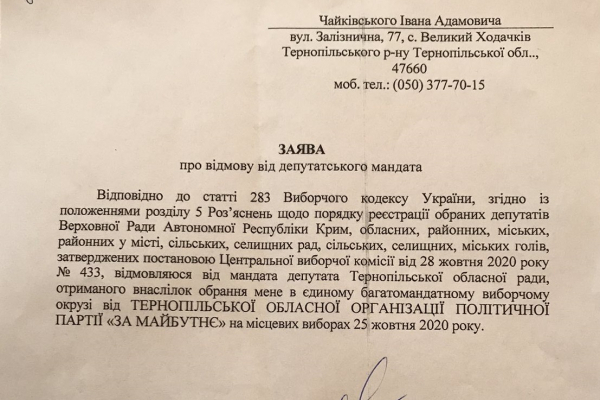 Чайківського Івана Адамовича
вул. Залізнична, 77, с. Великий Ходачків
Тернопільського р-ну Тернопільської обл..,
47660
моб. тел.: (050) 377-70-15
ЗАЯВА
про відмову від депутатського мандата
Відповідно до статті 283 Виборчого кодексу України, згідно із
положеннями розділу 5 Роз’яснень щодо порядку реєстрації обраних депутатів
Верховної Ради Автономної Республіки Крим, обласних, районних, міських,
районних у місті, сільських, селищних рад, сільських, селищних, міських голів,
затверджених постановою Центральної виборчої комісії від 28 жовтня 2020 року
№ 433, відмовляюся від мандата депутата Тернопільської обласної ради,
отриманого внаслілок обрання мене в єдиному багатомандатному виборчому
окрузі від ТЕРНОПІЛЬСЬКОЇ ОБЛАСНОЇ ОРГАНІЗАЦІЇ ПОЛІТИЧНОЇ
ПАРТІЇ «ЗА МАЙБУТНЄ» на місцевих виборах 25 жовтня 2020 року.